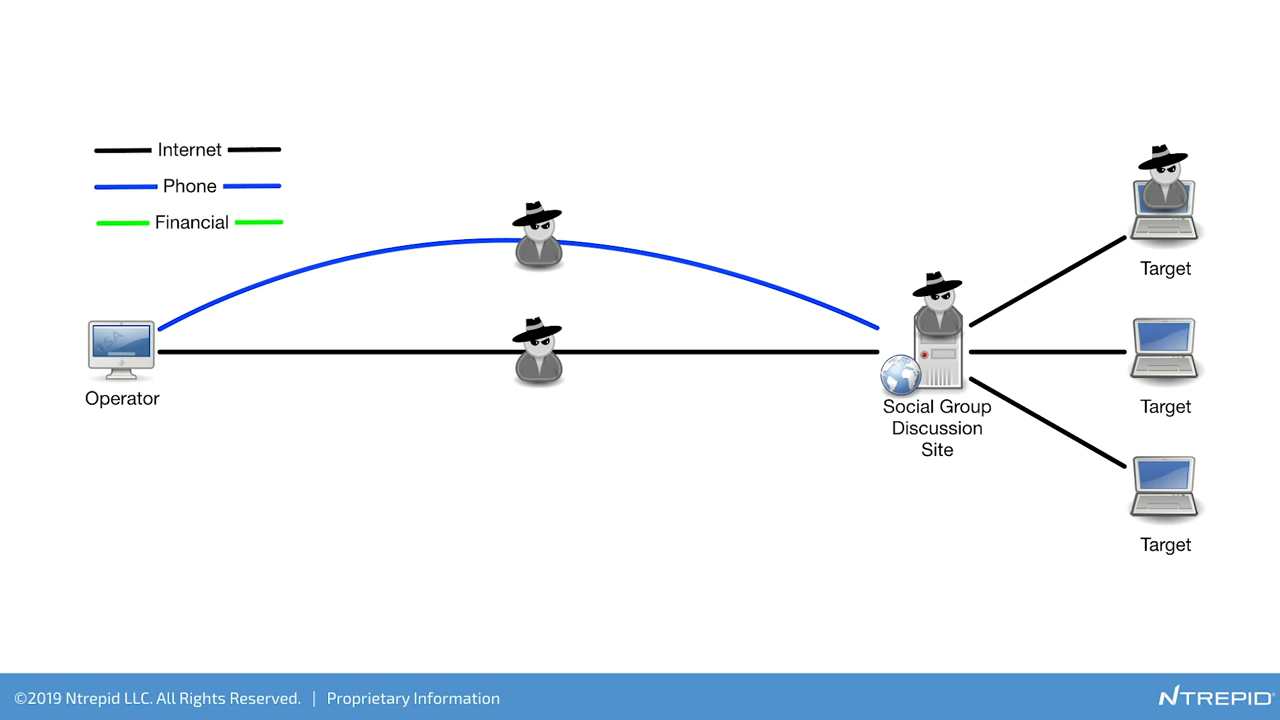 Internet
Phone
Financial
Operator
Social Group
Discussion
Site
Target
Target
Target
©2019 Ntrepid LLC. All Rights Reserved. | Proprietary Information
NTREPID